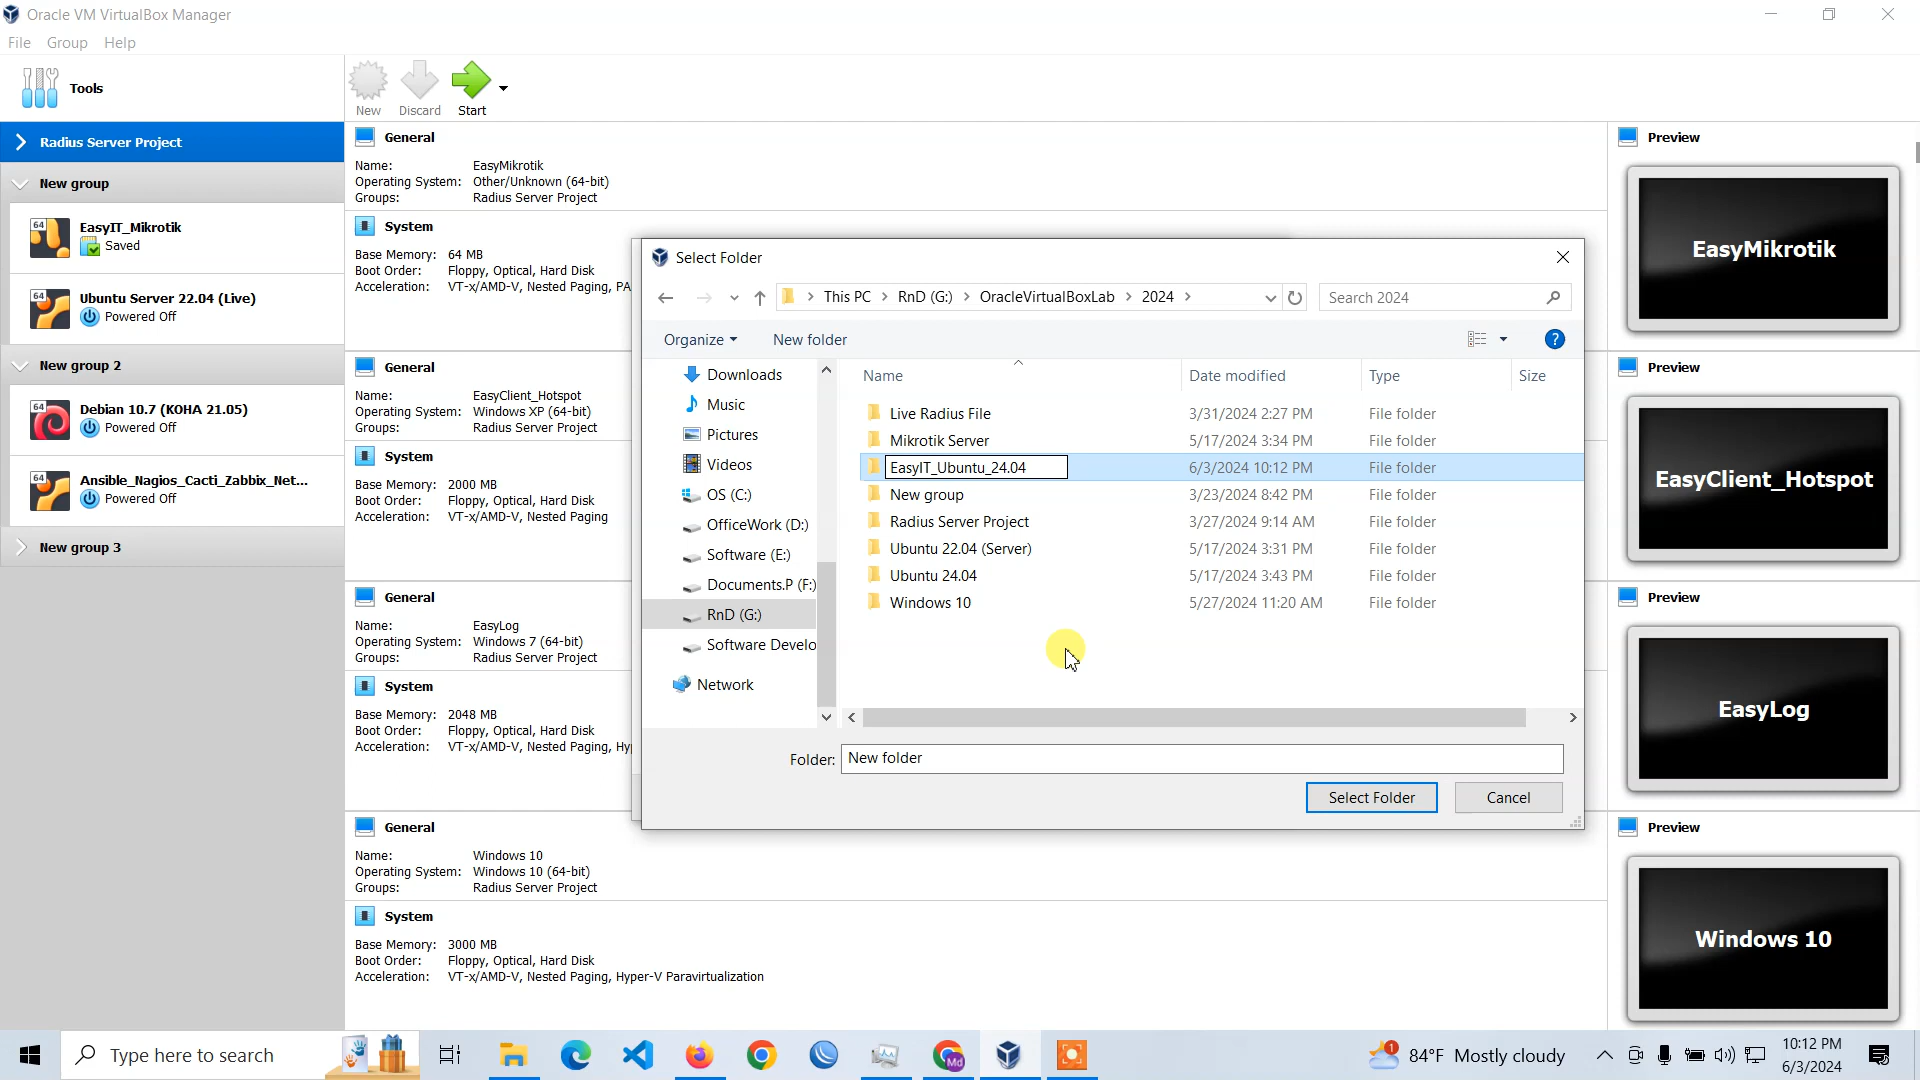 Oracle VM VirtualBox Manager
File Group Help
Tools
New Discard Start
Radius Server Project
New group
64 EasyIT_Mikrotik
Saved
64 Ubuntu Server 22.04 (Live)
Powered Off
New group 2
64 Debian 10.7 (KOHA 21.05)
Powered Off
64 Ansible_Nagios_Cacti_Zabbix_Net...
Powered Off
New group 3
General
Name: EasyMikrotik
Operating System: Other/Unknown (64-bit)
Groups: Radius Server Project
System
Base Memory: 64 MB
Boot Order: Floppy, Optical, Hard Disk
Acceleration: VT-x/AMD-V, Nested Paging, PA
General
Name: EasyClient_Hotspot
Operating System: Windows XP (64-bit)
Groups: Radius Server Project
System
Base Memory: 2000 MB
Boot Order: Floppy, Optical, Hard Disk
Acceleration: VT-x/AMD-V, Nested Paging
General
Name: EasyLog
Operating System: Windows 7 (64-bit)
Groups: Radius Server Project
System
Base Memory: 2048 MB
Boot Order: Floppy, Optical, Hard Disk
Acceleration: VT-x/AMD-V, Nested Paging, Hy
General
Name: Windows 10
Operating System: Windows 10 (64-bit)
Groups: Radius Server Project
System
Base Memory: 3000 MB
Boot Order: Floppy, Optical, Hard Disk
Acceleration: VT-x/AMD-V, Nested Paging, Hyper-V Paravirtualization
Select Folder
This PC RnD (G:) OracleVirtualBoxLab 2024
Search 2024
Organize New folder
?
Downloads
Music
Pictures
Videos
OS (C:)
OfficeWork (D:)
Software (E:)
Documents.P (F:)
RnD (G:)
Software Develo
Network
Name Date modified Type Size
Live Radius File 3/31/2024 2:27 PM File folder
Mikrotik Server 5/17/2024 3:34 PM File folder
EasyIT_Ubuntu_24.04 6/3/2024 10:12 PM File folder
New group 3/23/2024 8:42 PM File folder
Radius Server Project 3/27/2024 9:14 AM File folder
Ubuntu 22.04 (Server) 5/17/2024 3:31 PM File folder
Ubuntu 24.04 5/17/2024 3:43 PM File folder
Windows 10 5/27/2024 11:20 AM File folder
Folder: New folder
Select Folder Cancel
Preview
EasyMikrotik
Preview
EasyClient_Hotspot
Preview
EasyLog
Preview
Windows 10
Type here to search
1 84°F Mostly cloudy
10:12 PM
6/3/2024